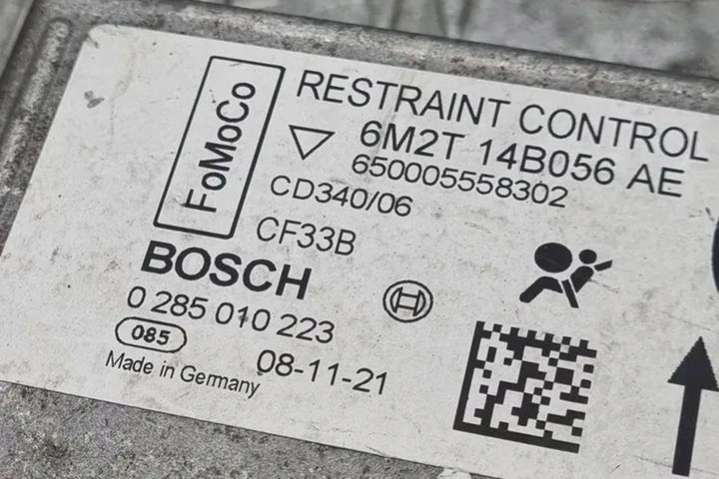 FoMoCo
RESTRAINT CONTROL
6M2T 14B056 AE
650005558302
CD340/06
CF33B
BOSCH
0 285 010 223
085
08-11-21
Made in Germany